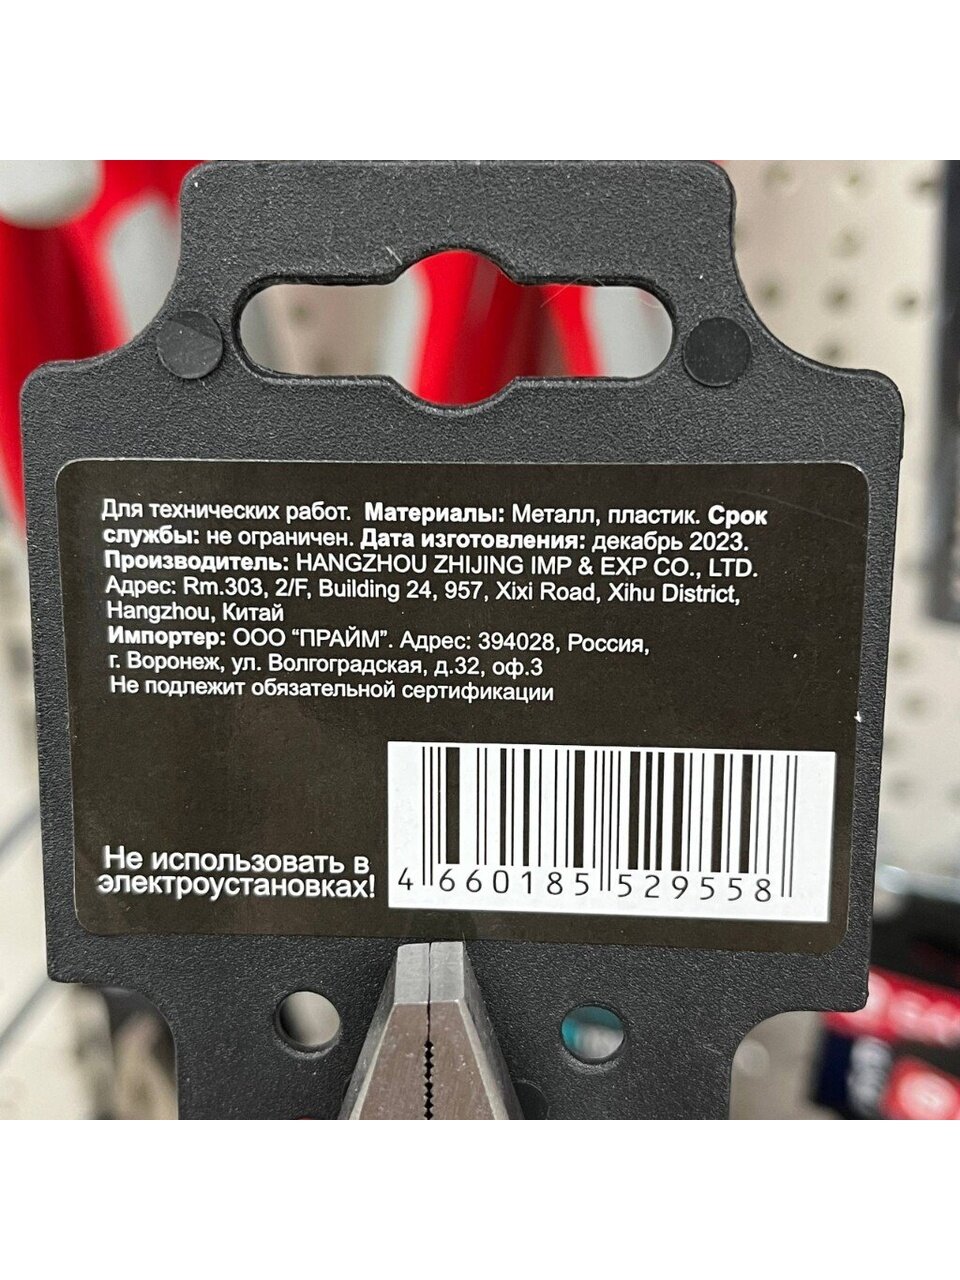 Для технических работ. Материалы: Металл, пластик. Срок
службы: не ограничен. Дата изготовления: декабрь 2023.
Производитель: HANGZHOU ZHIJING IMP & EXP CO., LTD.
Адрес: Rm.303, 2/F, Building 24, 957, Xixi Road, Xihu District,
Hangzhou, Китай
Импортер: ООО “ПРАЙМ”. Адрес: 394028, Россия,
г. Воронеж, ул. Волгоградская, д.32, оф.3
Не подлежит обязательной сертификации
Не использовать в
электроустановках!
4 660185 529558